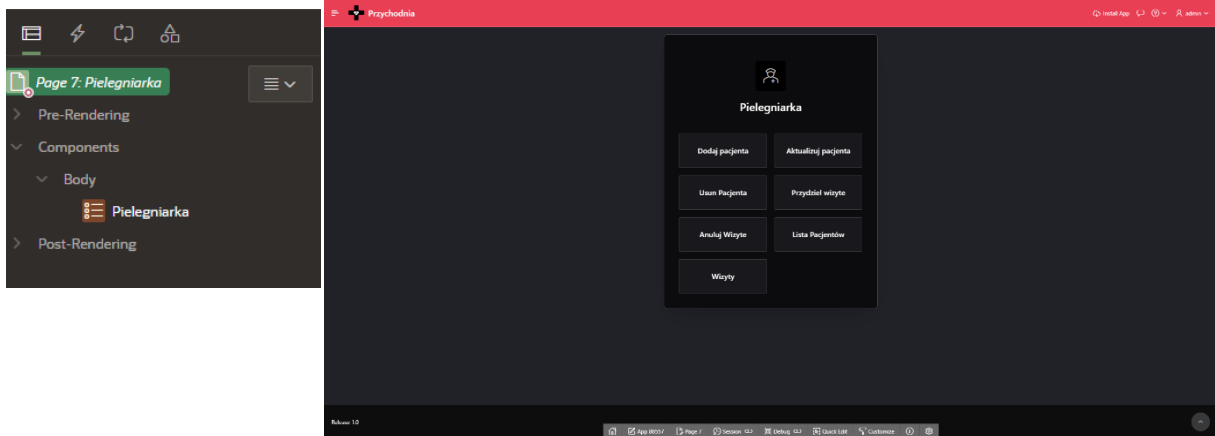 Page 7: Pielegniarka
Pre-Rendering
Components
Body
Pielegniarka
Post-Rendering
Przychodnia
Install App
admin
Pielegniarka
Dodaj pacjenta
Aktualizuj pacjenta
Usun Pacjenta
Przydziel wizyte
Anuluj Wizyte
Lista Pacjentów
Wizyty
Release 1.0
Page 7
Session
Debug
Quick Edit
Customize